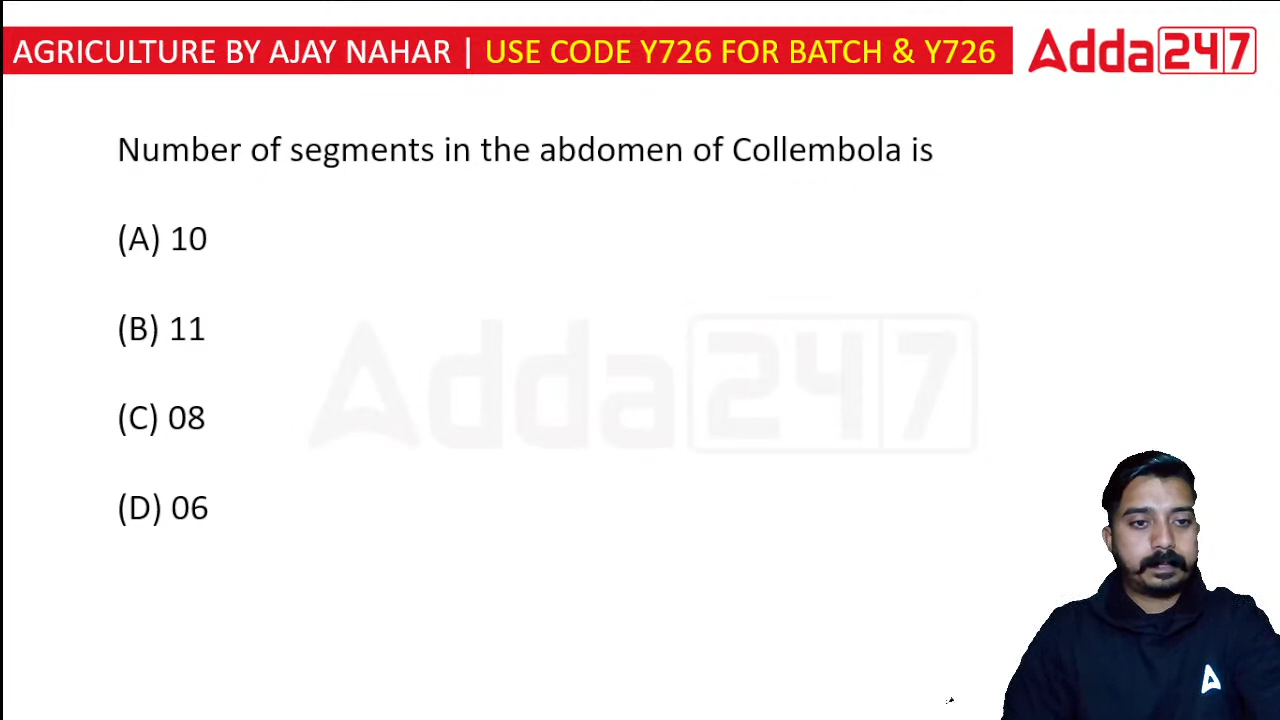 AGRICULTURE BY AJAY NAHAR | USE CODE Y726 FOR BATCH & Y726
Adda247
Number of segments in the abdomen of Collembola is
(A) 10
(B) 11
(C) 08
(D) 06
Adda247